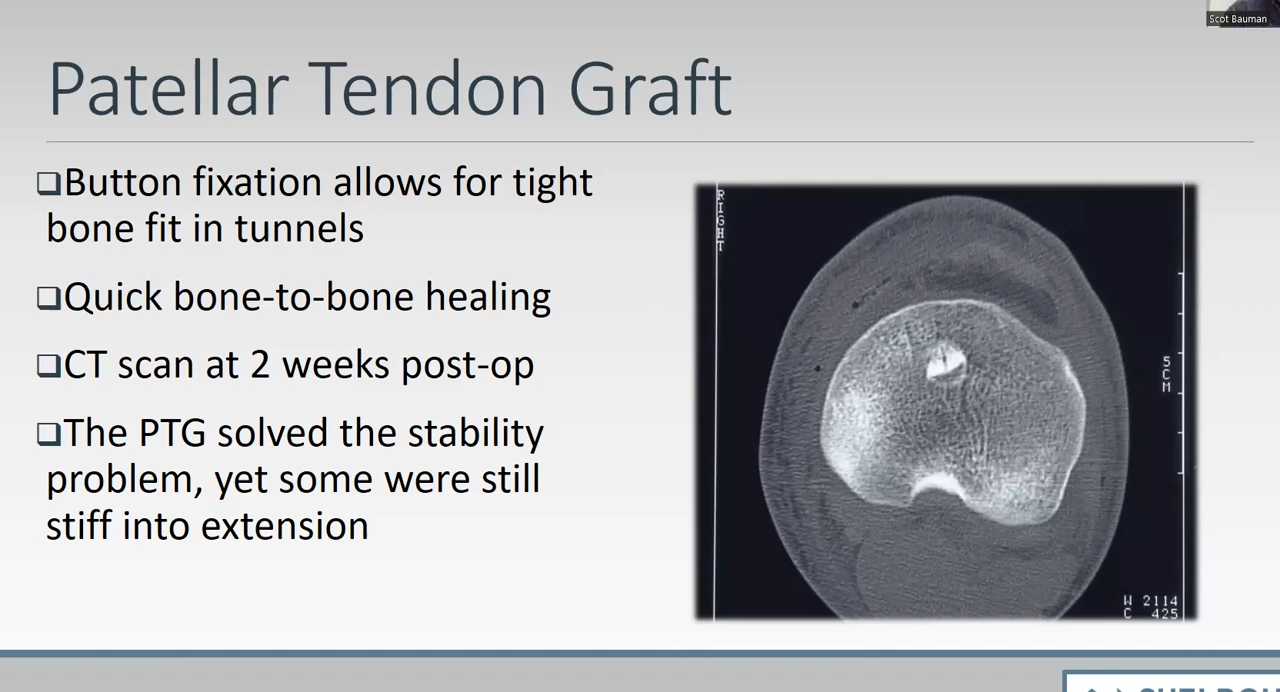 Scot Bauman
Patellar Tendon Graft
❑Button fixation allows for tight
bone fit in tunnels
❑Quick bone-to-bone healing
❑CT scan at 2 weeks post-op
❑The PTG solved the stability
problem, yet some were still
stiff into extension
RIGHT
5CM
W 2114
C 425